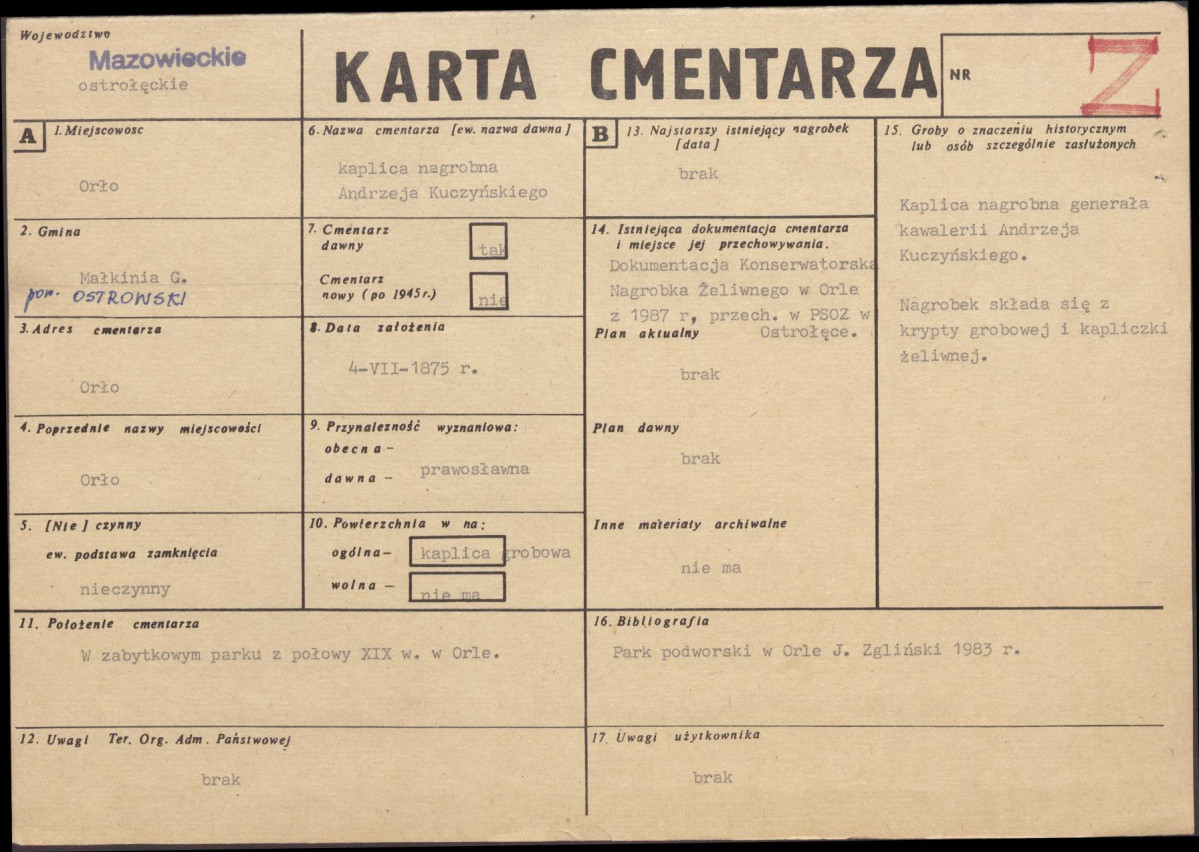 Województwo
Mazowieckie
ostrołęckie
KARTA CMENTARZA
NR
Z
A
1. Miejscowosc
Orło
2. Gmina
Małkinia G.
pow. OSTROWSKI
3. Adres cmentarza
Orło
4. Poprzednie nazwy miejscowości
Orło
5. [Nie] czynny
ew. podstawa zamknięcia
nieczynny
6. Nazwa cmentarza [ew. nazwa dawna]
kaplica nagrobna
Andrzeja Kuczyńskiego
7. Cmentarz
dawny
tak
Cmentarz
nowy (po 1945 r.)
nie
8. Data założenia
4-VII-1875 r.
9. Przynalezność wyznaniowa:
obecna -
dawna - prawosławna
10. Powierzchnia w ha:
ogólna- kaplica grobowa
wolna - nie ma
B
13. Najstarszy istniejący nagrobek
[data]
brak
14. Istniejąca dokumentacja cmentarza
i miejsce jej przechowywania.
Dokumentacja Konserwatorska
Nagrobka Żeliwnego w Orle
z 1987 r, przech. w PSOZ w
Ostrołęce.
Plan aktualny
brak
Plan dawny
brak
Inne materiały archiwalne
nie ma
15. Groby o znaczeniu historycznym
lub osób szczególnie zasłużonych
Kaplica nagrobna generała
kawalerii Andrzeja
Kuczyńskiego.
Nagrobek składa się z
krypty grobowej i kapliczki
żeliwnej.
11. Położenie cmentarza
W zabytkowym parku z połowy XIX w. w Orle.
12. Uwagi Ter. Org. Adm. Państwowej
brak
16. Bibliografia
Park podworski w Orle J. Zgliński 1983 r.
17. Uwagi użytkownika
brak